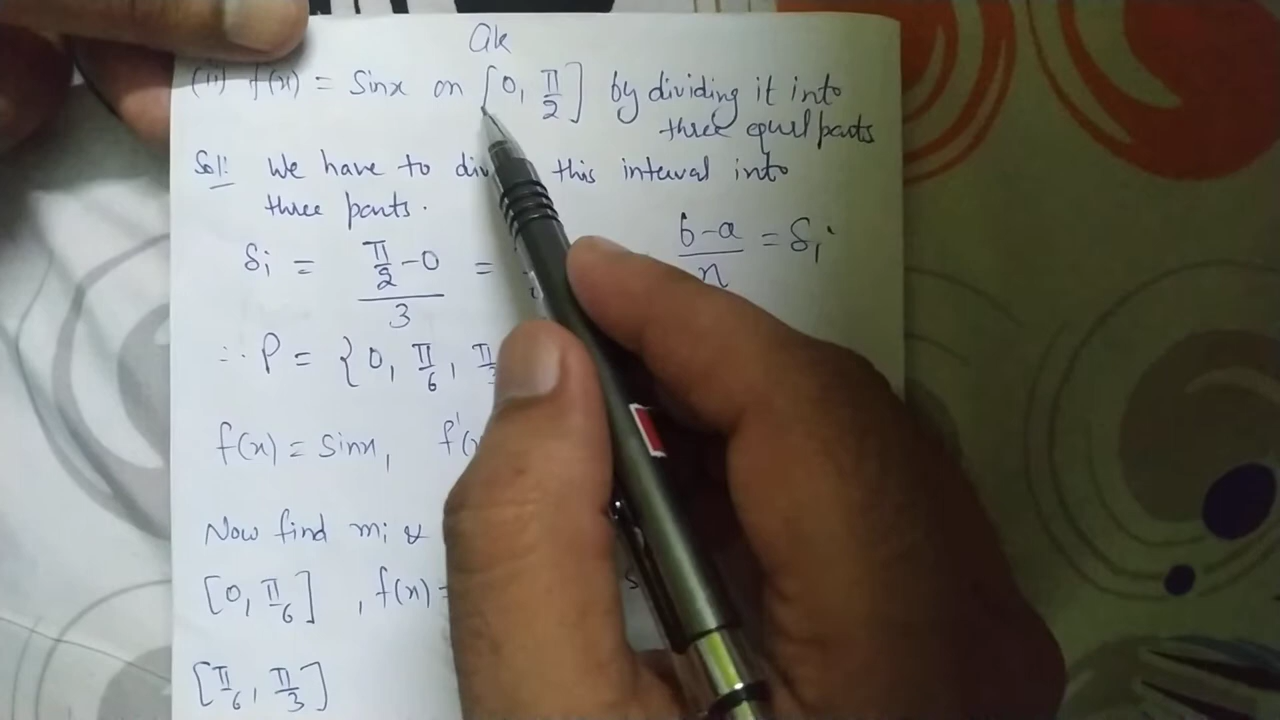 ak
(ii) f(x) = Sinx on [0, π/2] by dividing it into
three equal parts
Sol: We have to this interval into
three parts.
δi = (π/2 - 0)/3 = (b-a)/n = δi
∴ P = {0, π/6, π/3
f(x) = Sinx, f'(x
Now find mi &
[0, π/6], f(x) =
[π/6, π/3]